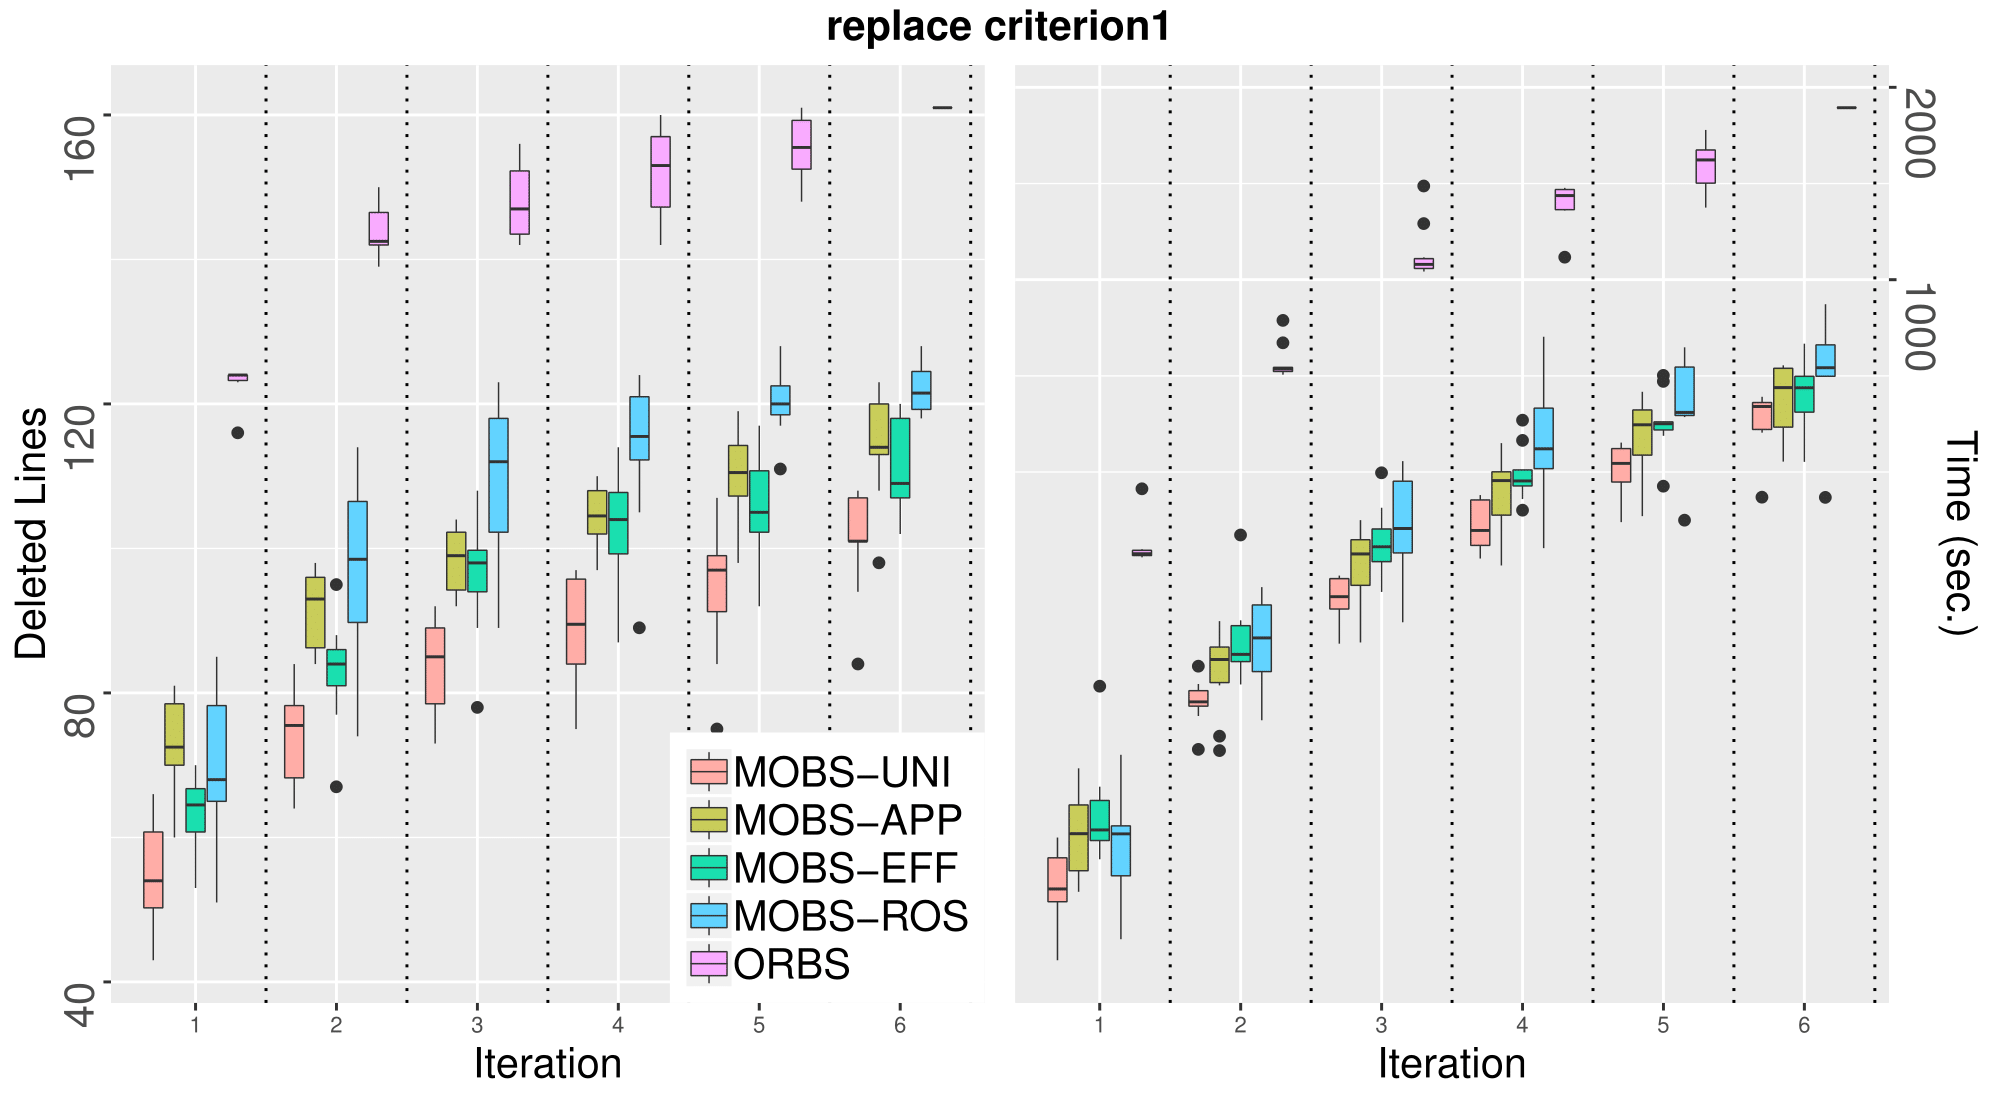 replace criterion1
Deleted Lines
160
120
80
40
1 2 3 4 5 6
Iteration
MOBS−UNI
MOBS−APP
MOBS−EFF
MOBS−ROS
ORBS
2000
1000
Time (sec.)
1 2 3 4 5 6
Iteration